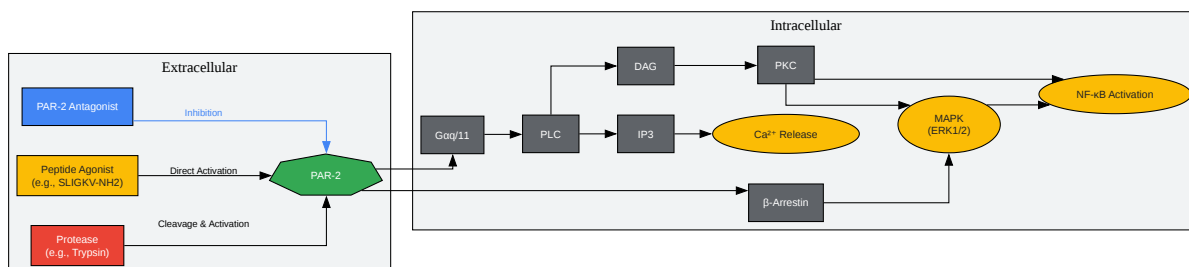 Extracellular
PAR-2 Antagonist
Inhibition
Peptide Agonist
(e.g., SLIGKV-NH2)
Direct Activation
PAR-2
Cleavage & Activation
Protease
(e.g., Trypsin)
Intracellular
DAG
PKC
NF-κB Activation
Gαq/11
PLC
IP3
Ca²⁺ Release
MAPK
(ERK1/2)
β-Arrestin